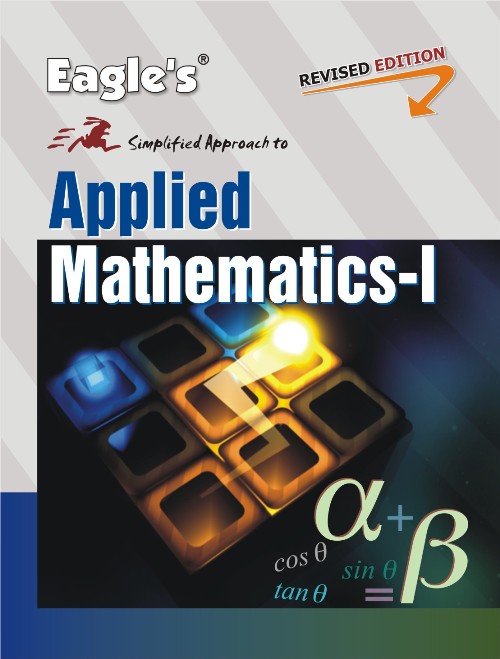 Eagle's®
REVISED EDITION
Simplified Approach to
Applied
Mathematics-I
α+β
cos θ
sin θ
tan θ
=